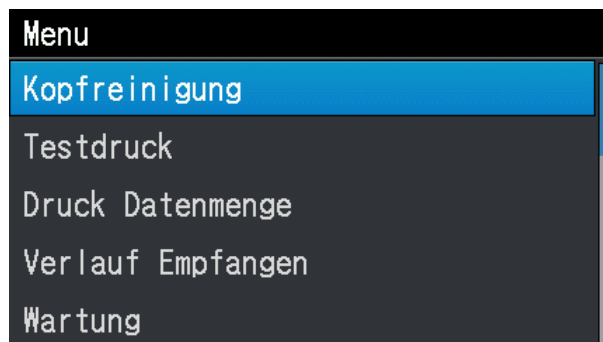 Menu
Kopfreinigung
Testdruck
Druck Datenmenge
Verlauf Empfangen
Wartung